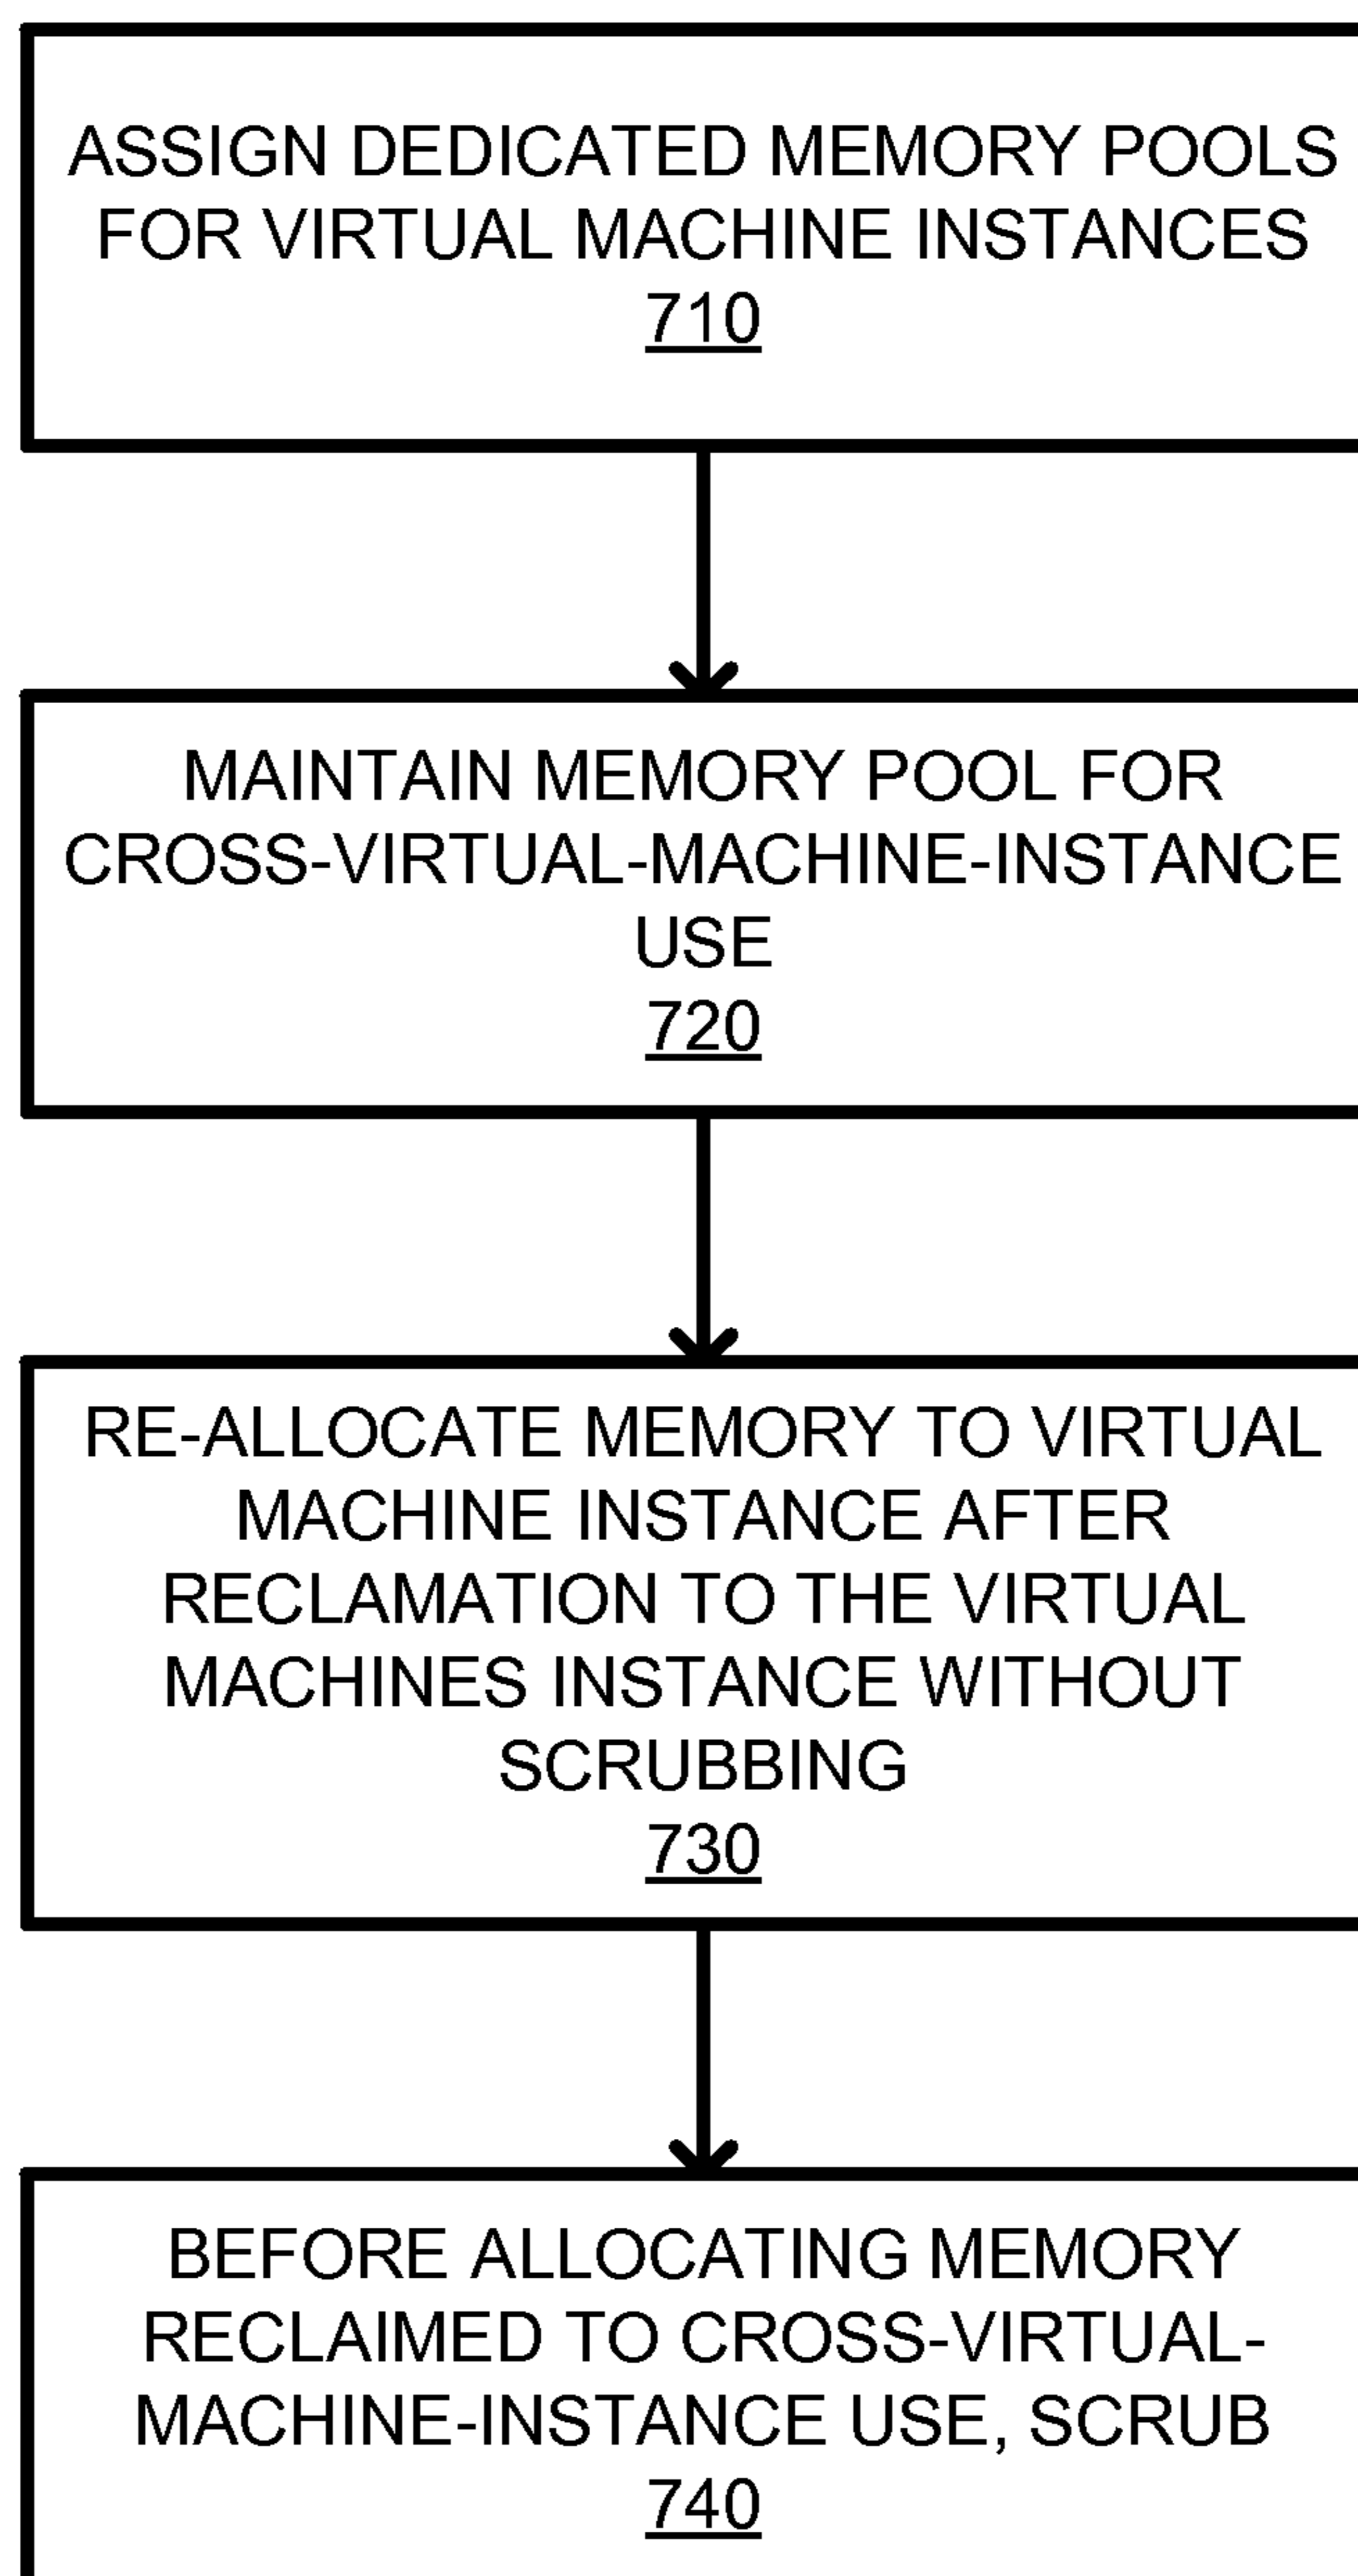 ASSIGN DEDICATED MEMORY POOLS
FOR VIRTUAL MACHINE INSTANCES
710
MAINTAIN MEMORY POOL FOR
CROSS-VIRTUAL-MACHINE-INSTANCE
USE
720
RE-ALLOCATE MEMORY TO VIRTUAL
MACHINE INSTANCE AFTER
RECLAMATION TO THE VIRTUAL
MACHINES INSTANCE WITHOUT
SCRUBBING
730
BEFORE ALLOCATING MEMORY
RECLAIMED TO CROSS-VIRTUAL-
MACHINE-INSTANCE USE, SCRUB
740